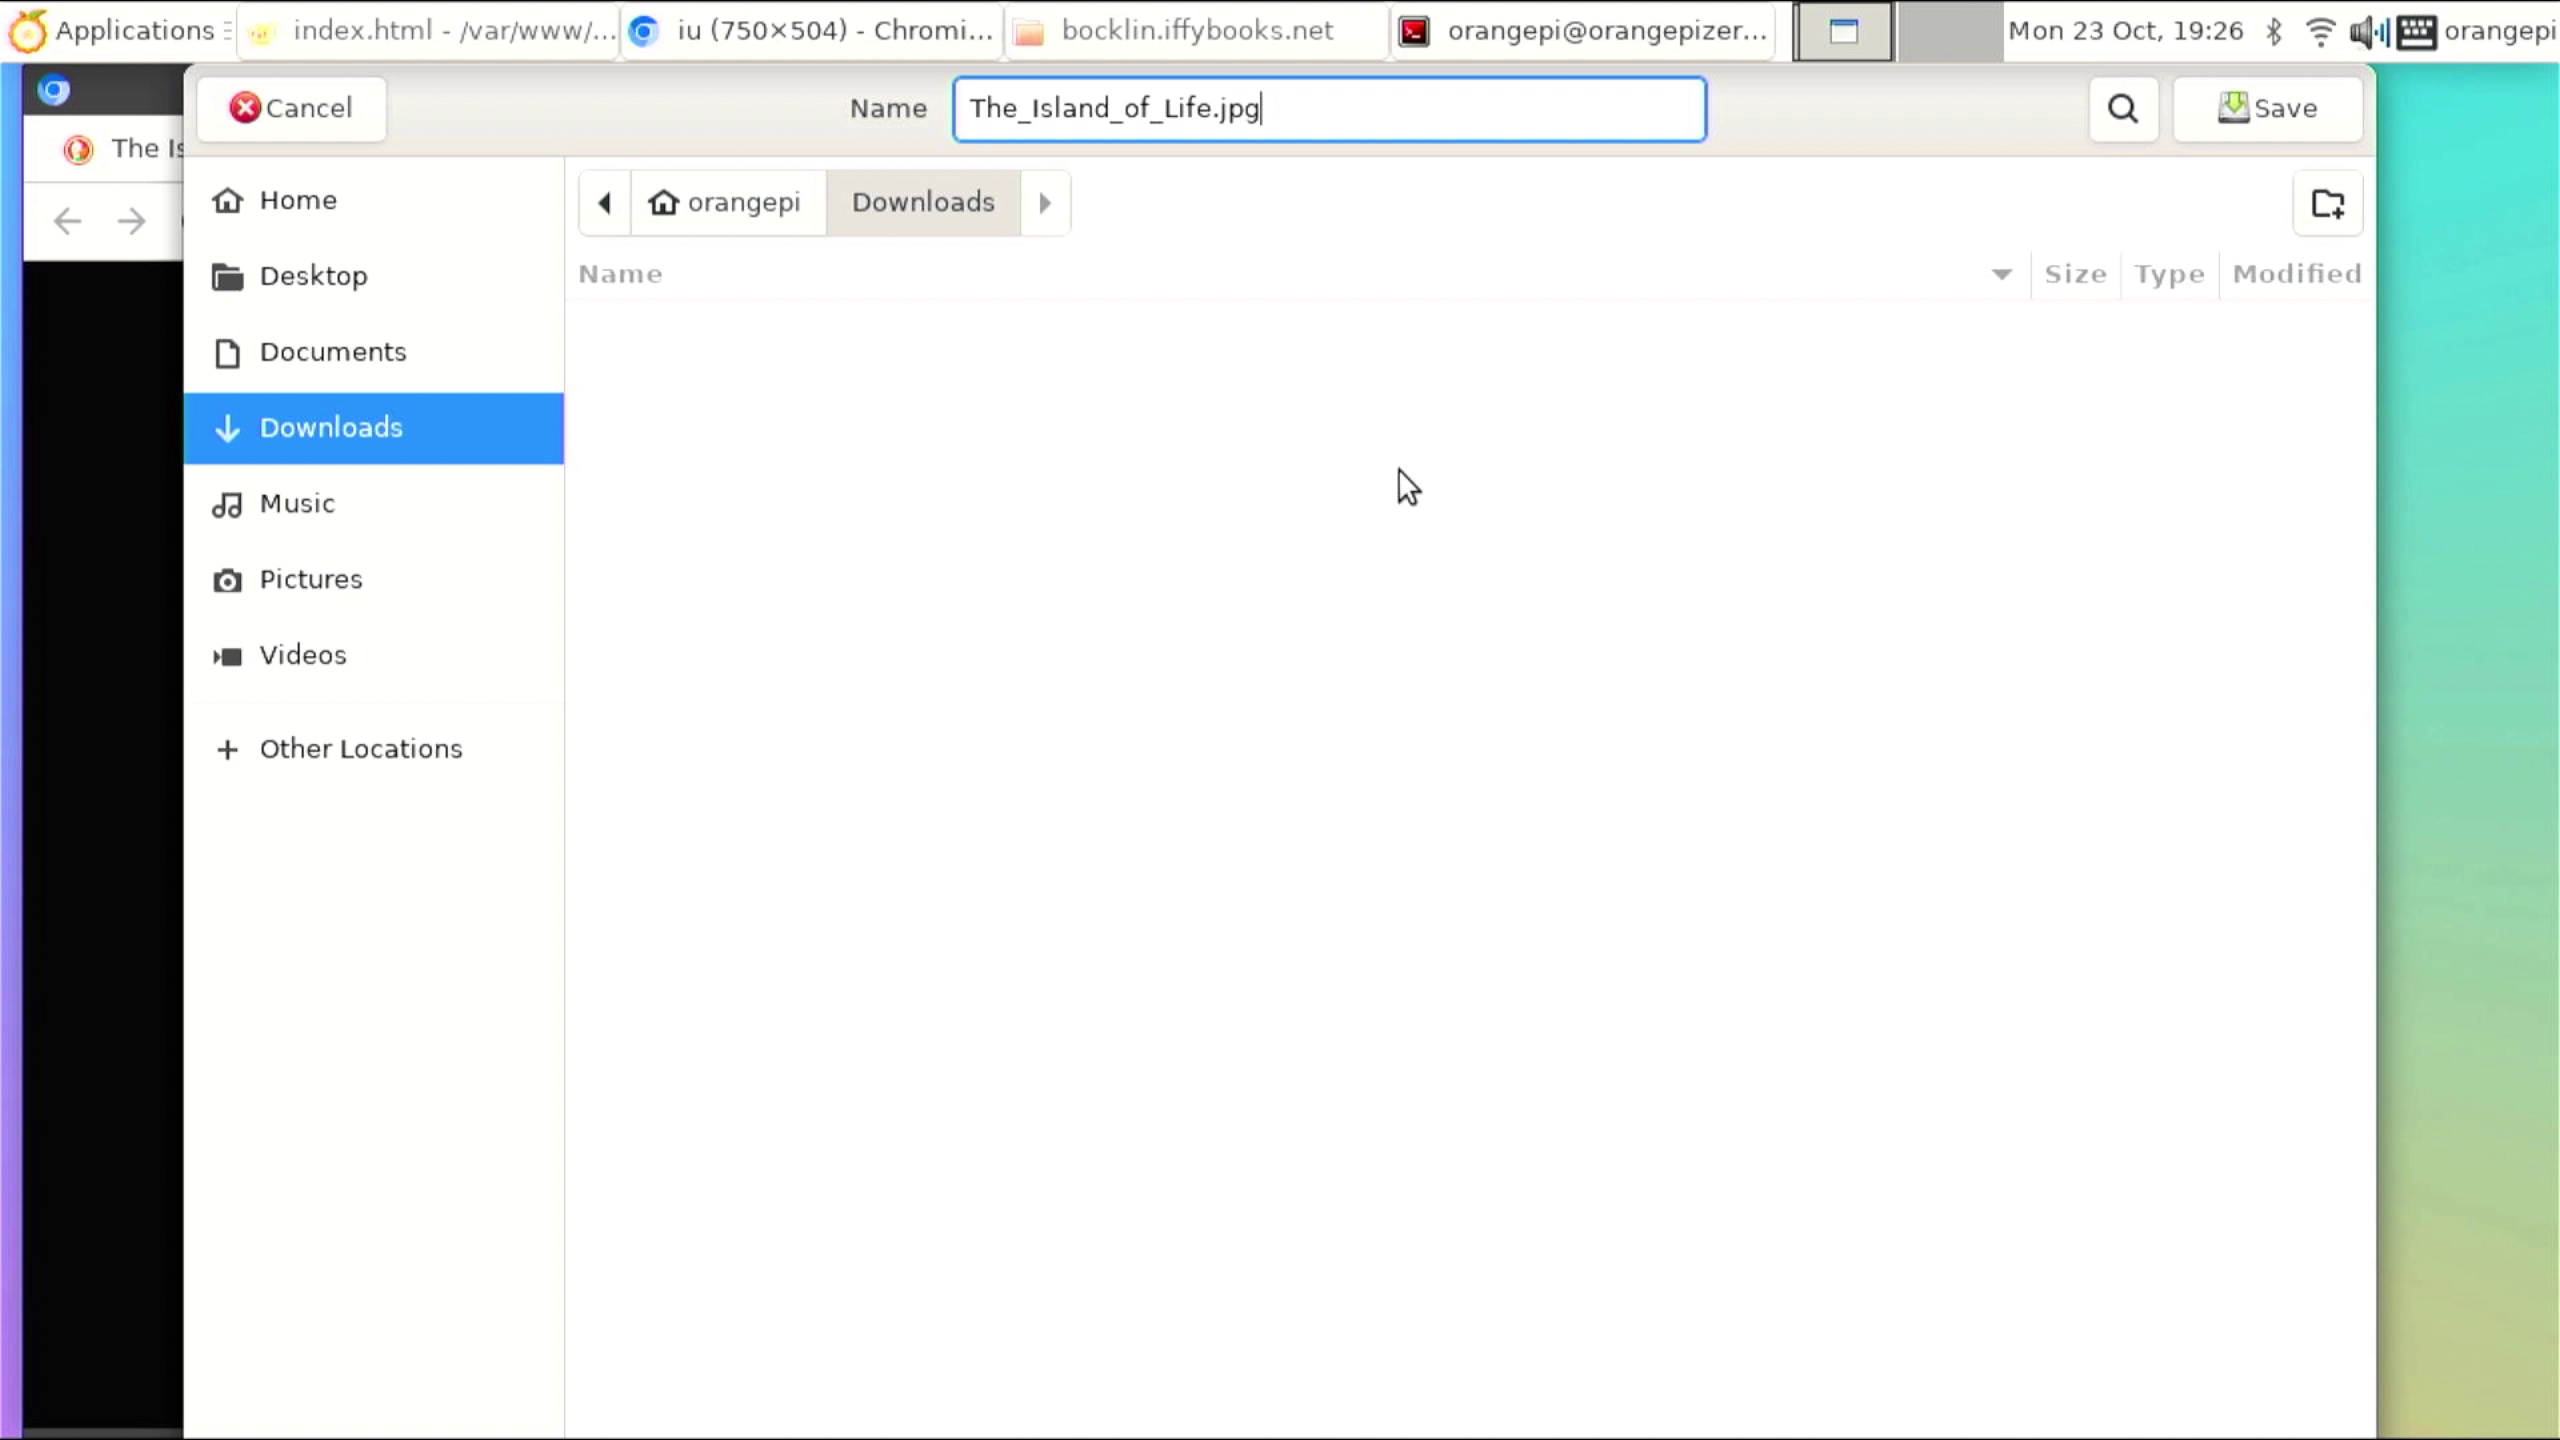 Applications
index.html - /var/www/...
iu (750×504) - Chromi...
bocklin.iffybooks.net
orangepi@orangepizer...
Mon 23 Oct, 19:26
orangepi
Cancel
Name
The_Island_of_Life.jpg
Save
The Is
Home
Desktop
Documents
Downloads
Music
Pictures
Videos
Other Locations
orangepi
Downloads
Name
Size
Type
Modified